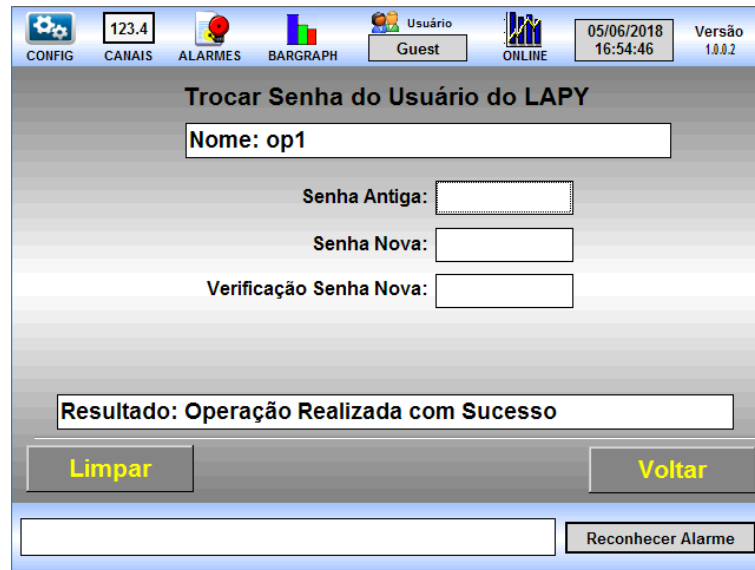 CONFIG
123.4
CANAIS
ALARMES
BARGRAPH
Usuário
Guest
ONLINE
05/06/2018
16:54:46
Versão
1.0.0.2
Trocar Senha do Usuário do LAPY
Nome: op1
Senha Antiga:
Senha Nova:
Verificação Senha Nova:
Resultado: Operação Realizada com Sucesso
Limpar
Voltar
Reconhecer Alarme